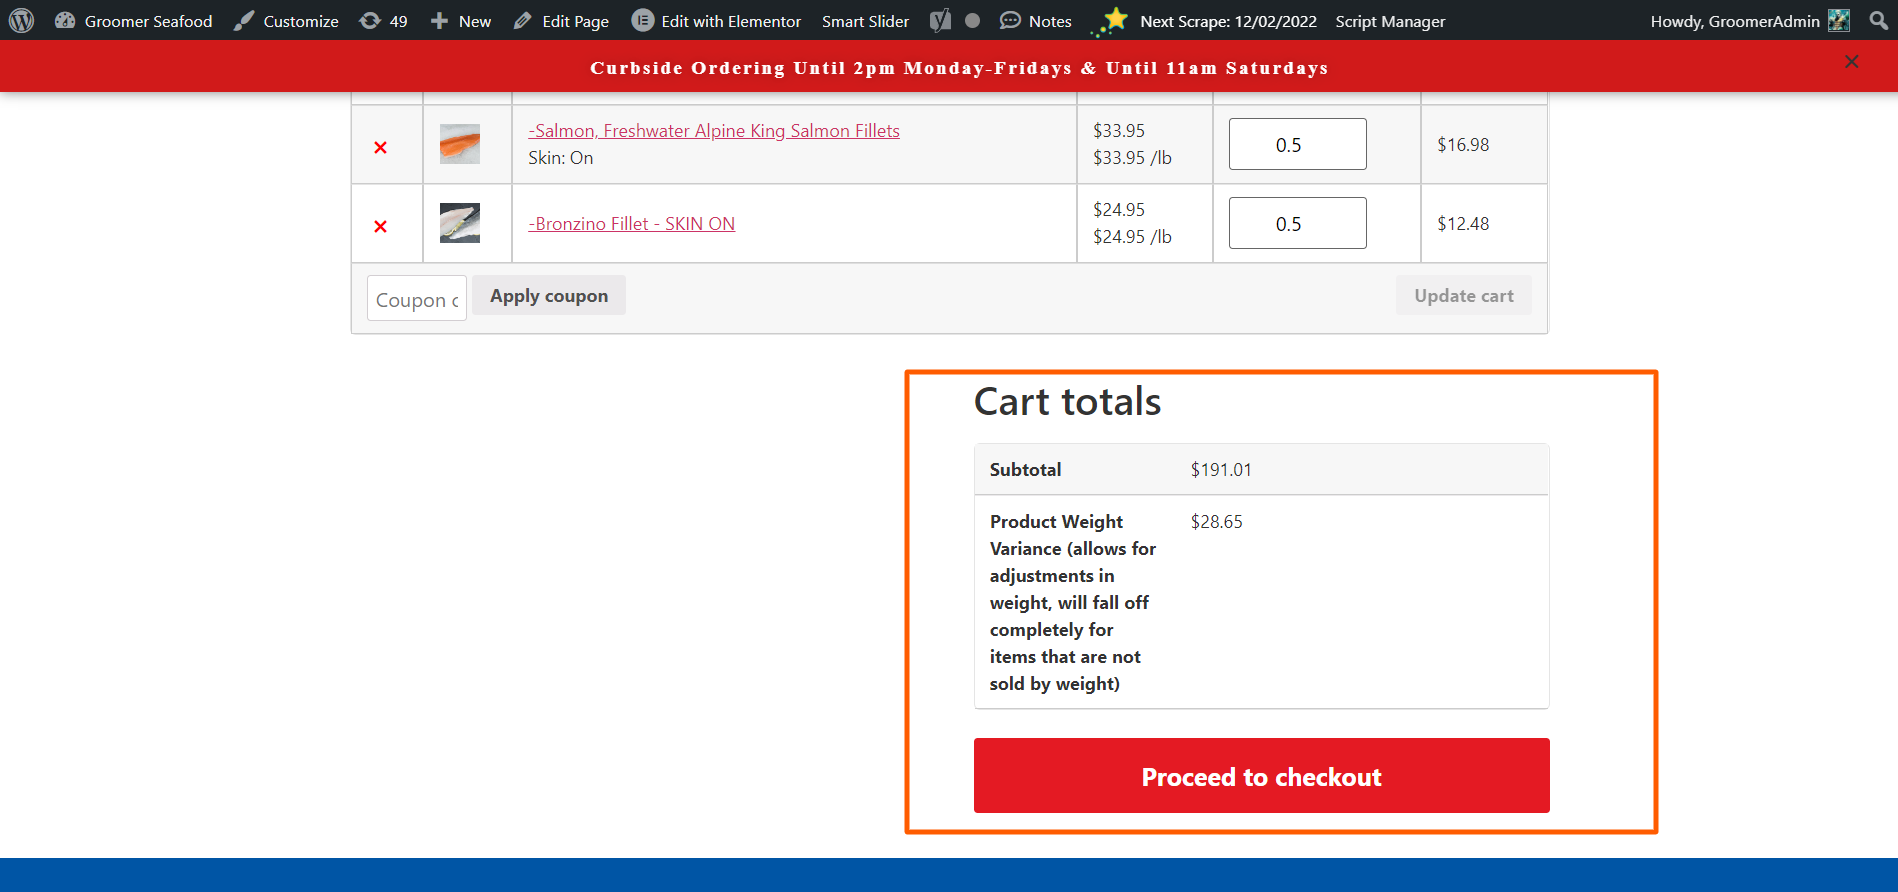 Groomer Seafood Customize 49 New Edit Page Edit with Elementor Smart Slider Notes Next Scrape: 12/02/2022 Script Manager Howdy, GroomerAdmin
Curbside Ordering Until 2pm Monday-Fridays & Until 11am Saturdays
-Salmon, Freshwater Alpine King Salmon Fillets
Skin: On
$33.95
$33.95 /lb
0.5
$16.98
-Bronzino Fillet - SKIN ON
$24.95
$24.95 /lb
0.5
$12.48
Coupon c
Apply coupon
Update cart
Cart totals
Subtotal $191.01
Product Weight $28.65
Variance (allows for
adjustments in
weight, will fall off
completely for
items that are not
sold by weight)
Proceed to checkout